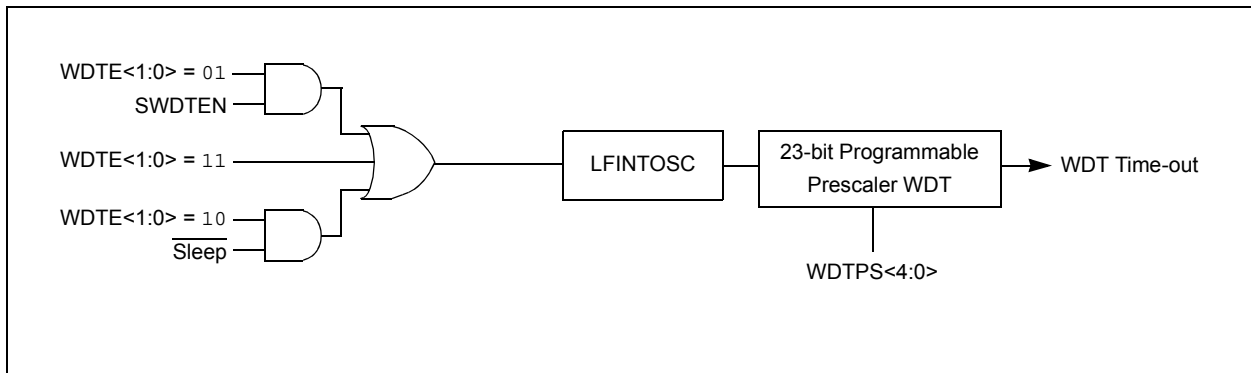 WDTE<1:0> = 01
SWDTEN
WDTE<1:0> = 11
WDTE<1:0> = 10
Sleep
LFINTOSC
23-bit Programmable
Prescaler WDT
WDT Time-out
WDTPS<4:0>